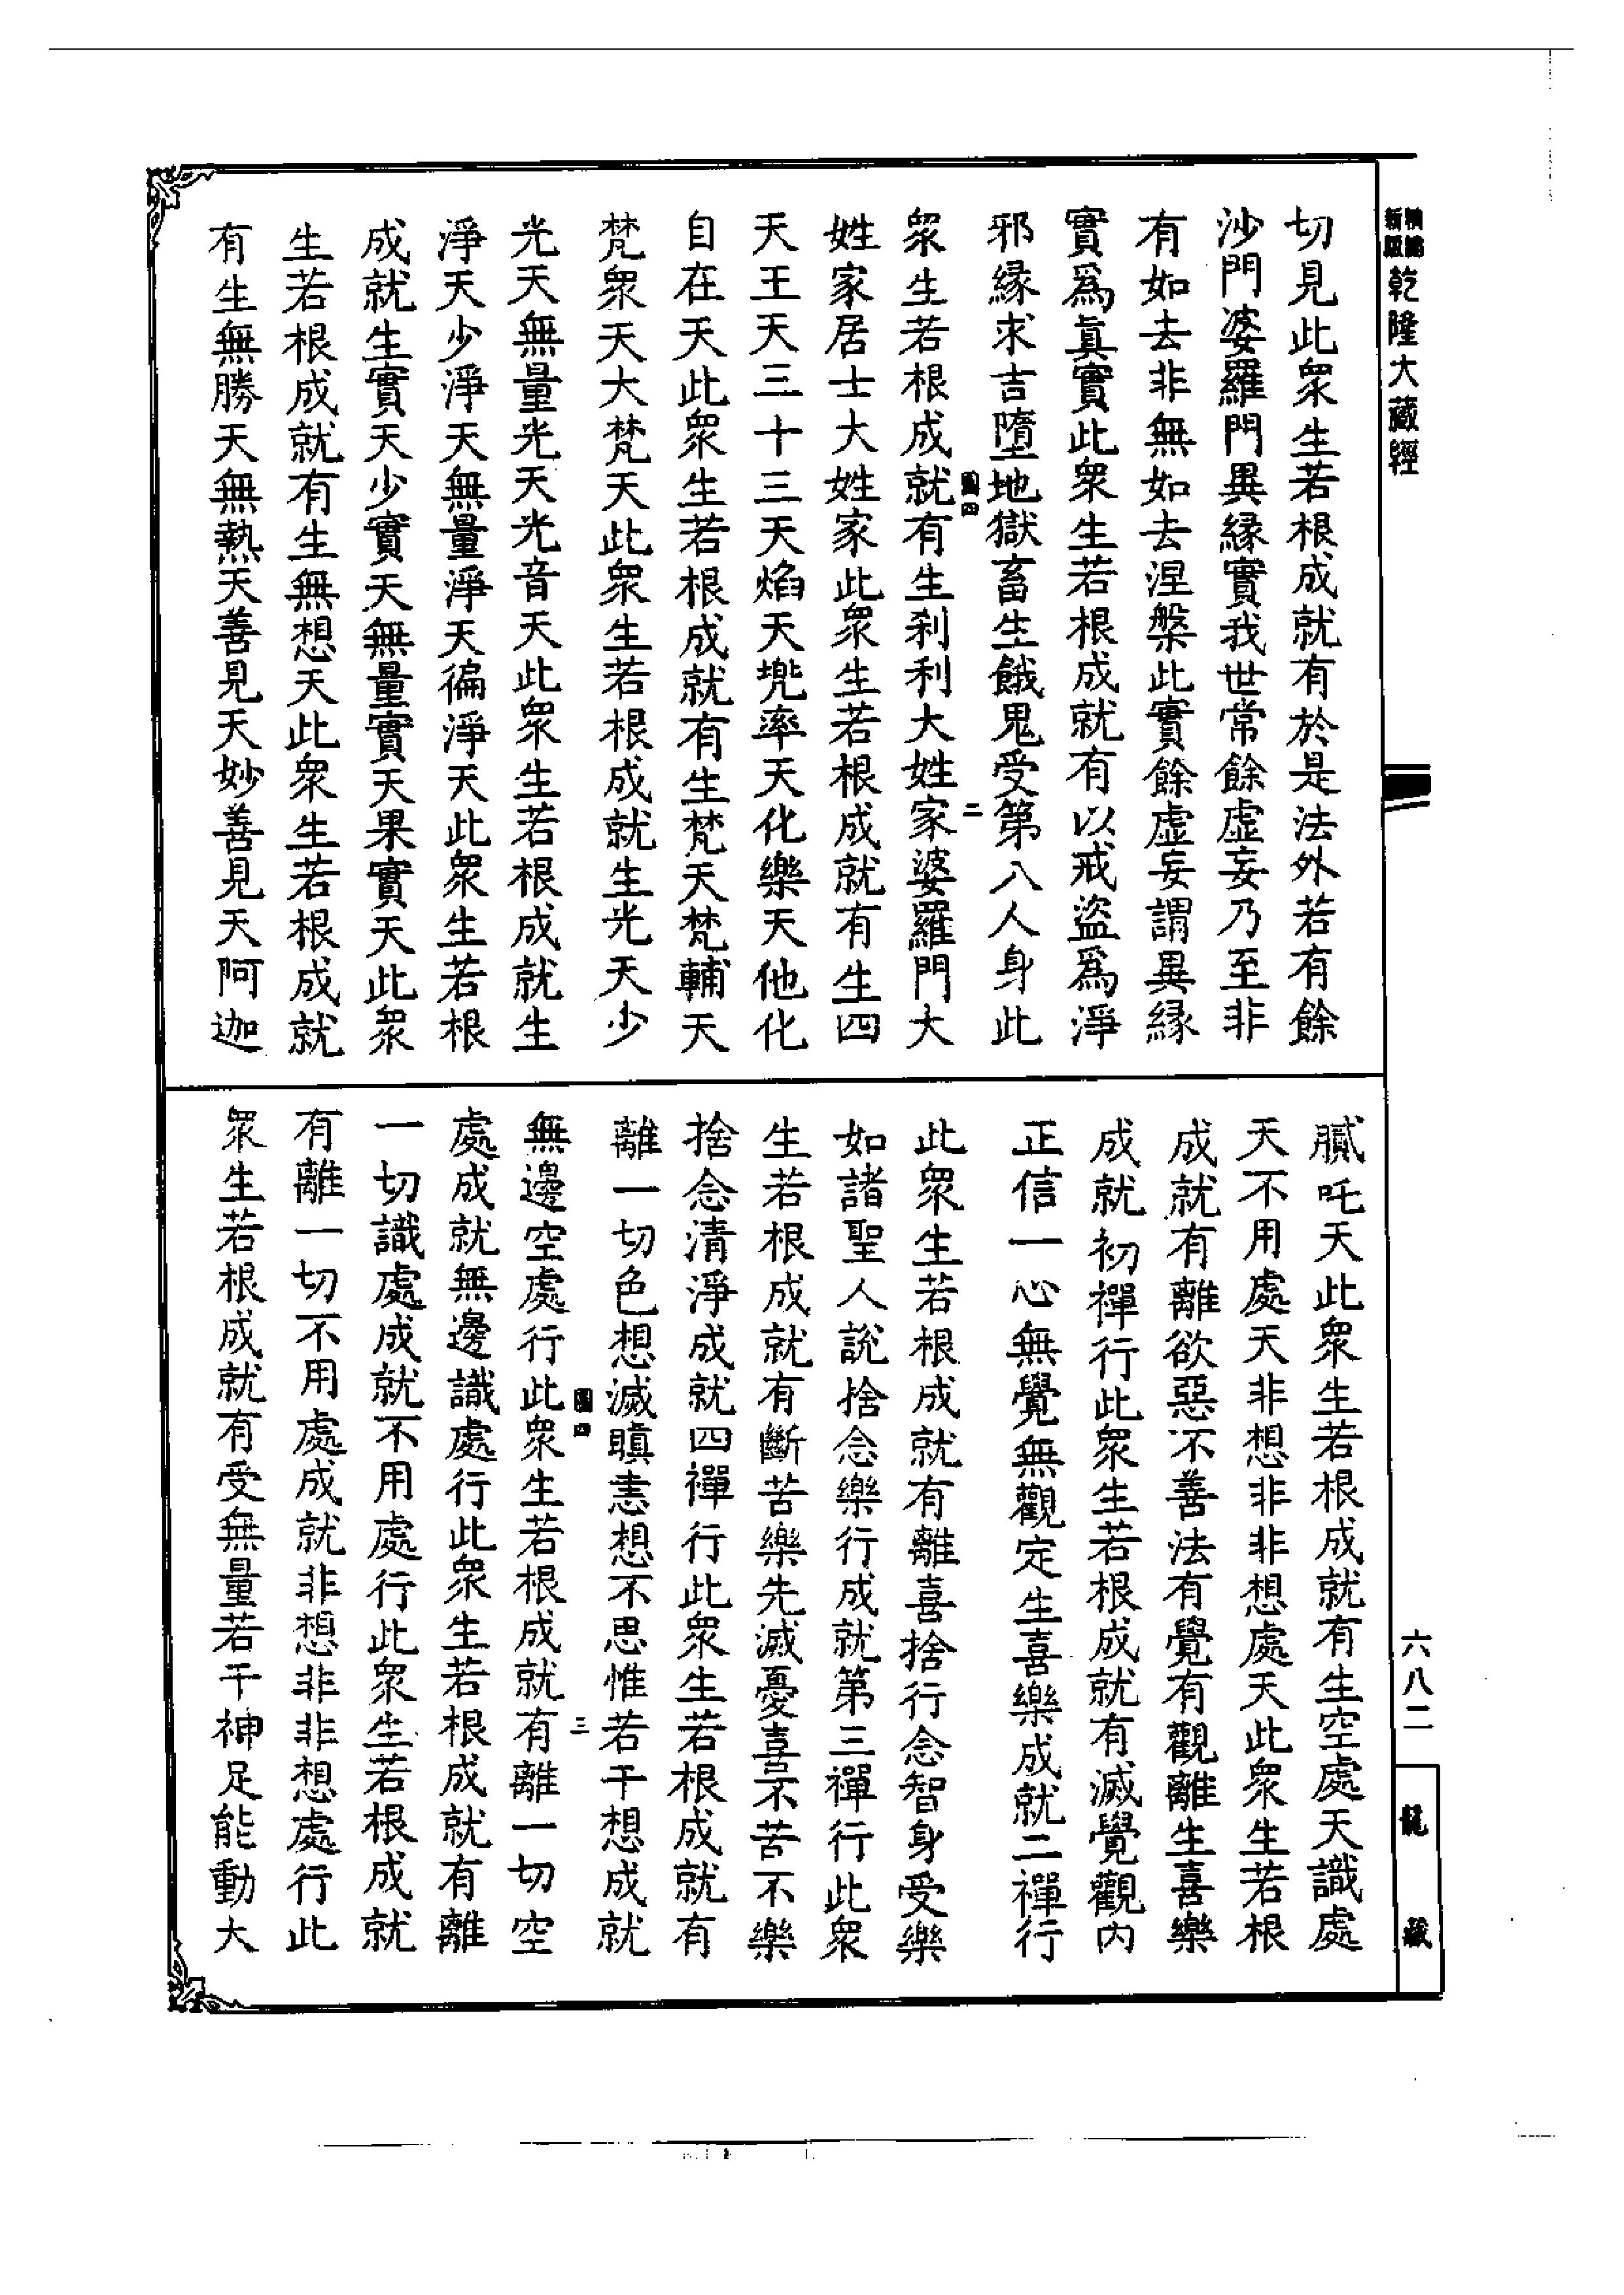 新編
縮版
乾隆大藏經
切見此衆生若根成就有於是法外若有餘
沙門婆羅門異緣實我世常餘虛妄乃至非
有如去非無如去涅槃此實餘虛妄謂異緣
實爲眞實此衆生若根成就有以戒盜爲淨
邪緣求吉墮地獄畜生餓鬼受第八人身此
衆生若根成就有生刹利大姓家婆羅門大
姓家居士大姓家此衆生若根成就有生四
天王天三十三天焰天兠率天化樂天他化
自在天此衆生若根成就有生梵天梵輔天
梵衆天大梵天此衆生若根成就生光天少
光天無量光天光音天此衆生若根成就生
淨天少淨天無量淨天徧淨天此衆生若根
成就生實天少實天無量實天果實天此衆
生若根成就有生無想天此衆生若根成就
有生無勝天無熱天善見天妙善見天阿迦
膩吒天此衆生若根成就有生空處天識處
天不用處天非想非非想處天此衆生若根
成就有離欲惡不善法有覺有觀離生喜樂
成就初禪行此衆生若根成就有滅覺觀內
正信一心無覺無觀定生喜樂成就二禪行
此衆生若根成就有離喜捨行念智身受樂
如諸聖人說捨念樂行成就第三禪行此衆
生若根成就有斷苦樂先滅憂喜不苦不樂
捨念清淨成就四禪行此衆生若根成就有
離一切色想滅瞋恚想不思惟若干想成就
無邊空處行此衆生若根成就有離一切空
處成就無邊識處行此衆生若根成就有離
一切識處成就不用處行此衆生若根成就
有離一切不用處成就非想非非想處行此
衆生若根成就有受無量若干神足能動大
二
三
六八二
龍藏